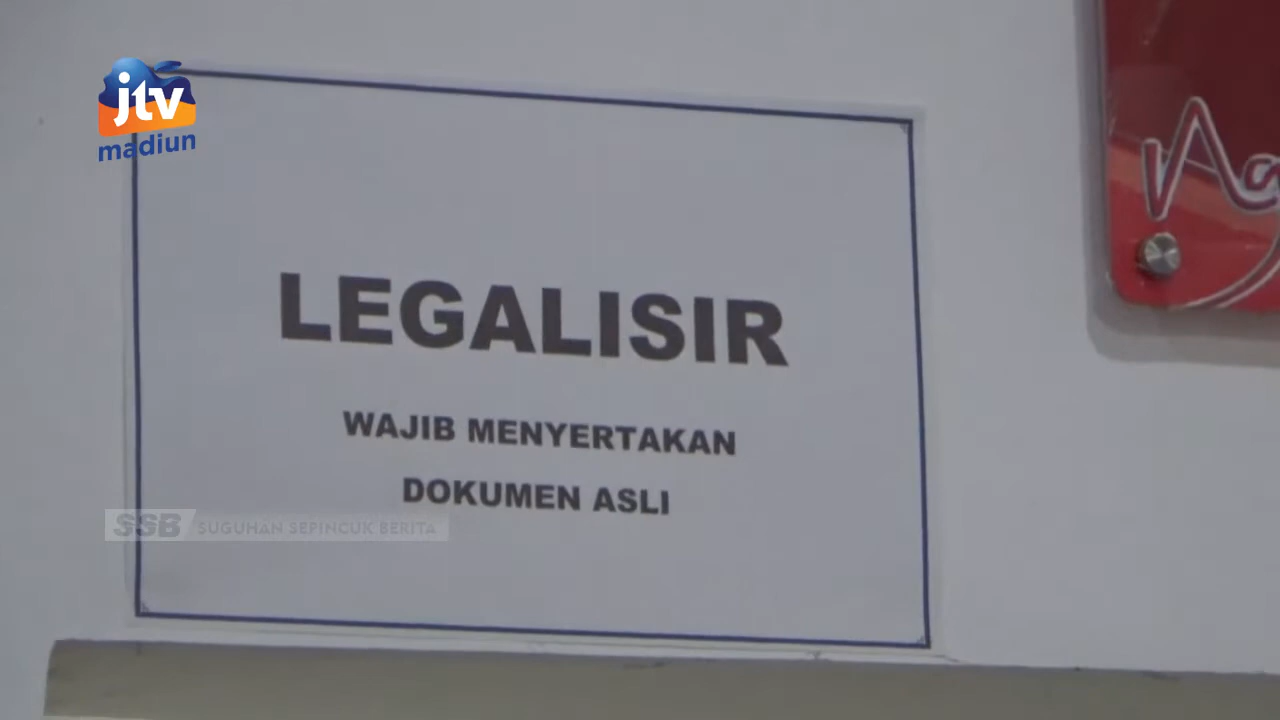 jtv
madiun
LEGALISIR
WAJIB MENYERTAKAN
DOKUMEN ASLI
SSB SUGUHAN SEPINCUK BERITA